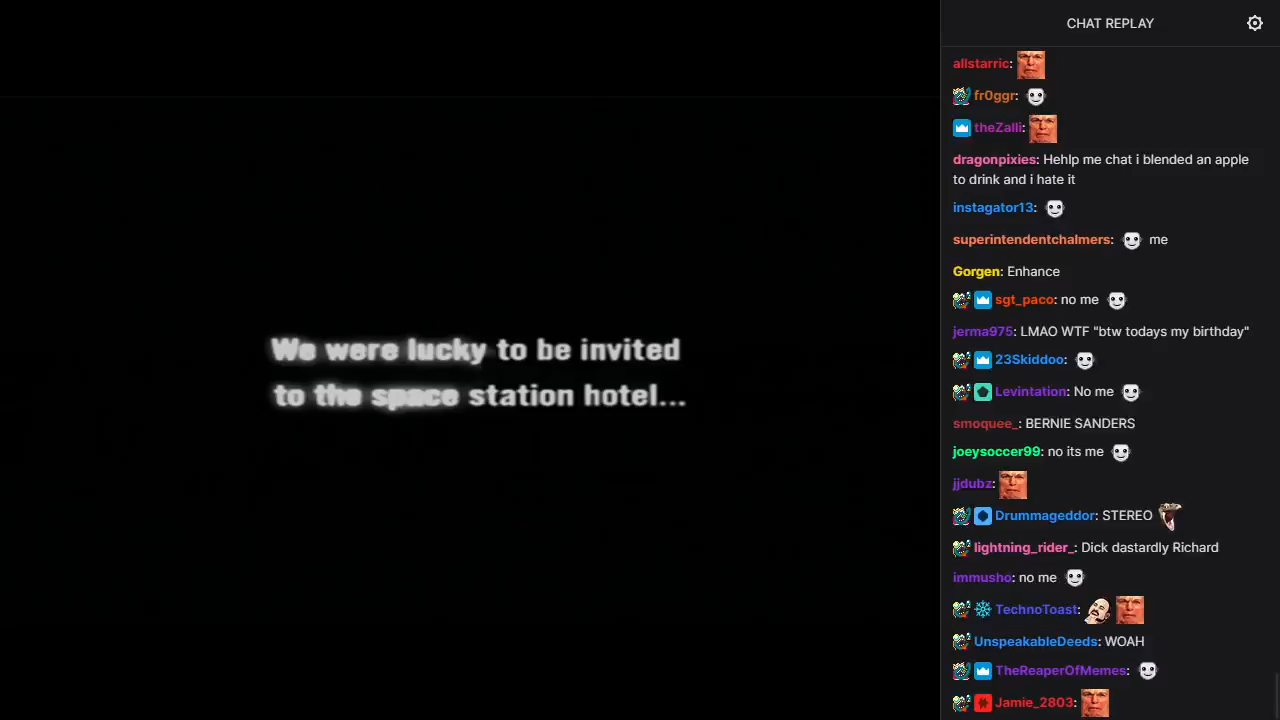 We were lucky to be invited
to the space station hotel...
CHAT REPLAY
allstarric:
fr0ggr:
theZalli:
dragonpixies: Hehlp me chat i blended an apple
to drink and i hate it
instagator13:
superintendentchalmers: me
Gorgen: Enhance
sgt_paco: no me
jerma975: LMAO WTF "btw todays my birthday"
23Skiddoo:
Levintation: No me
smoquee_: BERNIE SANDERS
joeysoccer99: no its me
jjdubz:
Drummageddor: STEREO
lightning_rider_: Dick dastardly Richard
immusho: no me
TechnoToast:
UnspeakableDeeds: WOAH
TheReaperOfMemes:
Jamie_2803: